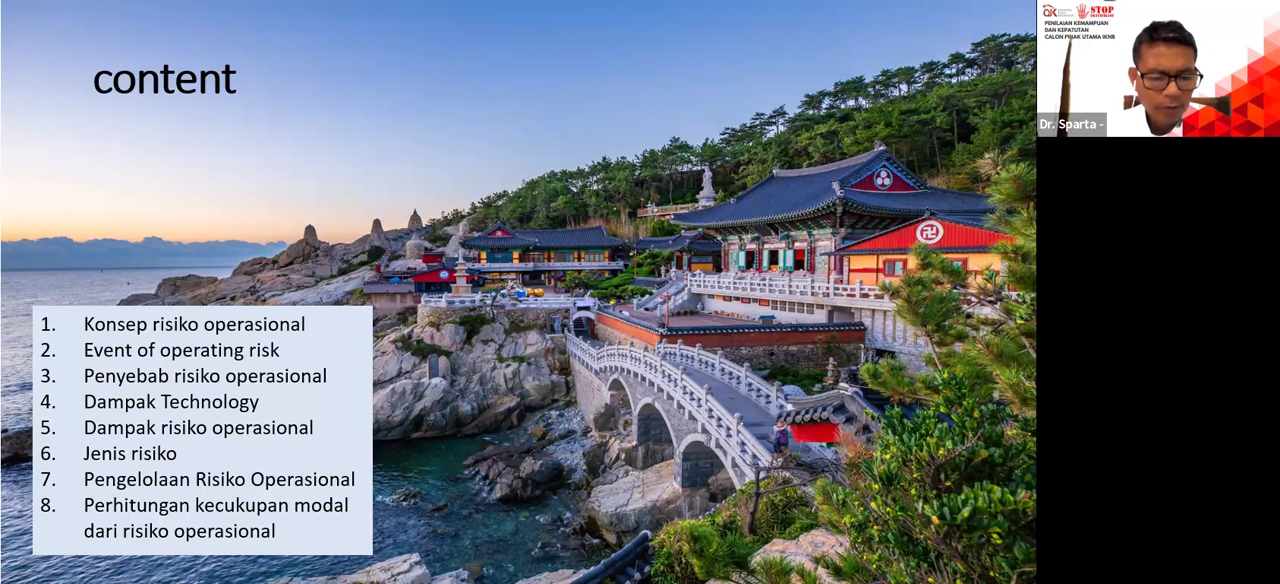 content
1. Konsep risiko operasional
2. Event of operating risk
3. Penyebab risiko operasional
4. Dampak Technology
5. Dampak risiko operasional
6. Jenis risiko
7. Pengelolaan Risiko Operasional
8. Perhitungan kecukupan modal
dari risiko operasional
STOP
PENILAIAN KEMAMPUAN
DAN KEPATUTAN
CALON PIHAK UTAMA IKNB
Dr. Sparta -